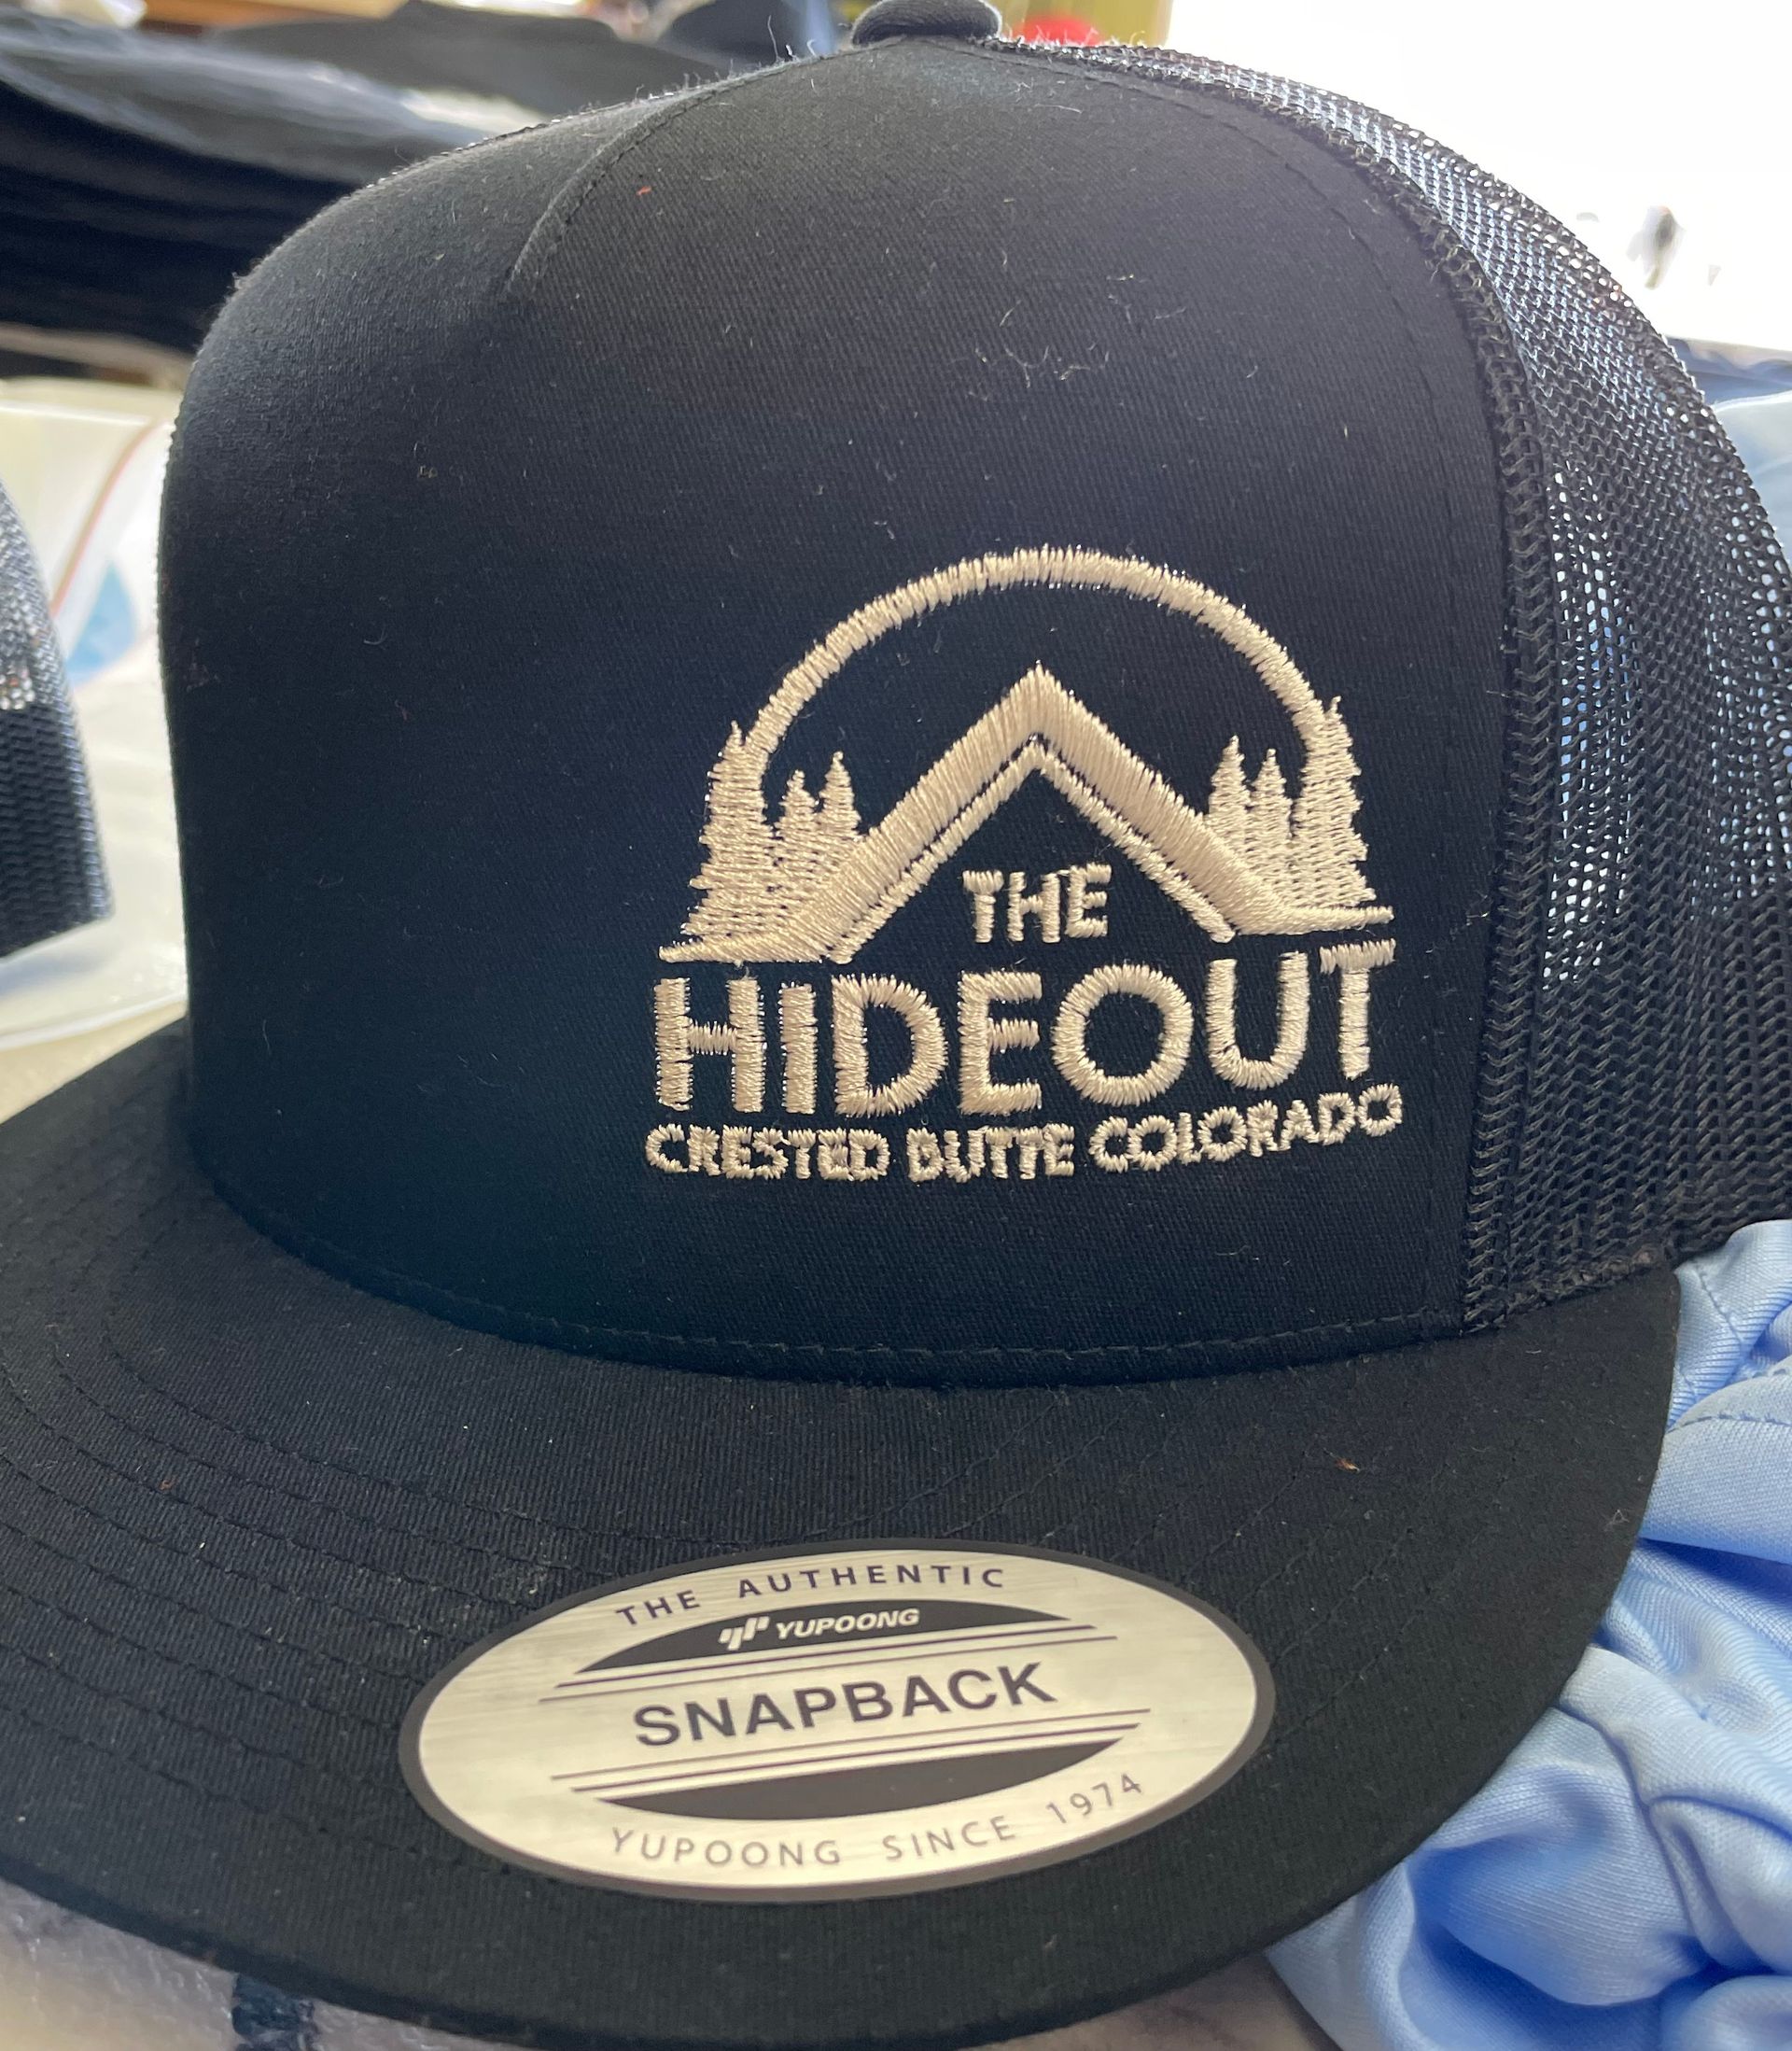 THE
HIDEOUT
CRESTED BUTTE COLORADO
THE AUTHENTIC
YUPOONG
SNAPBACK
YUPOONG SINCE 1974